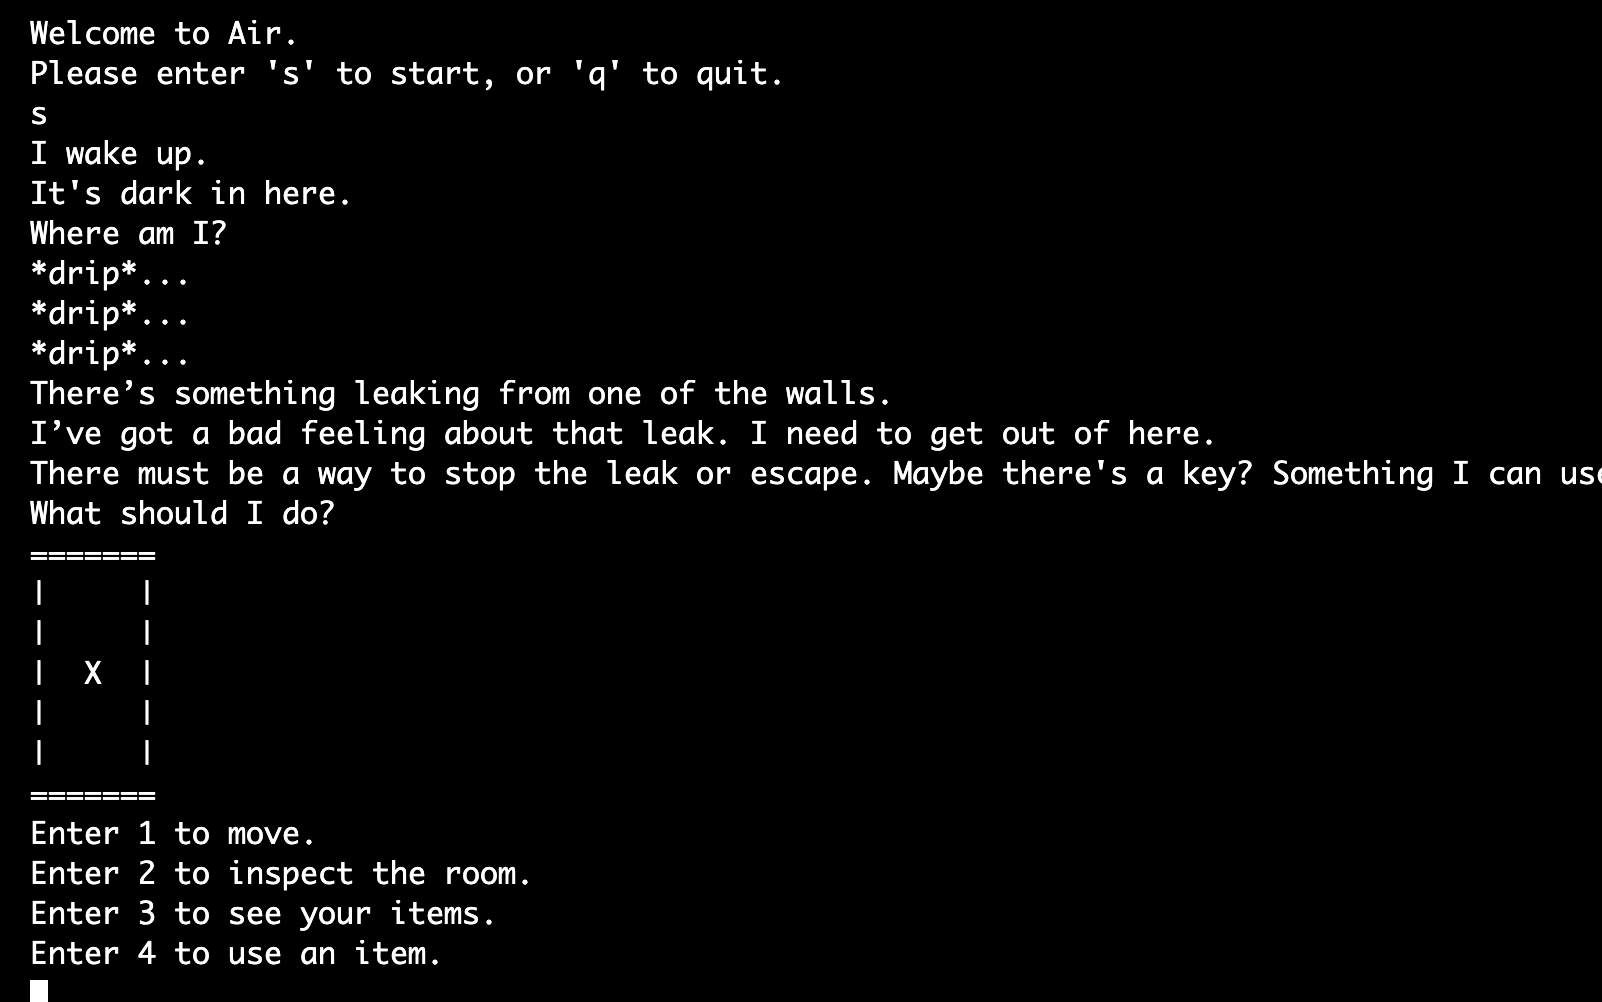 Welcome to Air.
Please enter 's' to start, or 'q' to quit.
s
I wake up.
It's dark in here.
Where am I?
*drip*...
*drip*...
*drip*...
There’s something leaking from one of the walls.
I’ve got a bad feeling about that leak. I need to get out of here.
There must be a way to stop the leak or escape. Maybe there's a key? Something I can use
What should I do?
=======
|     |
|     |
|  X  |
|     |
|     |
=======
Enter 1 to move.
Enter 2 to inspect the room.
Enter 3 to see your items.
Enter 4 to use an item.